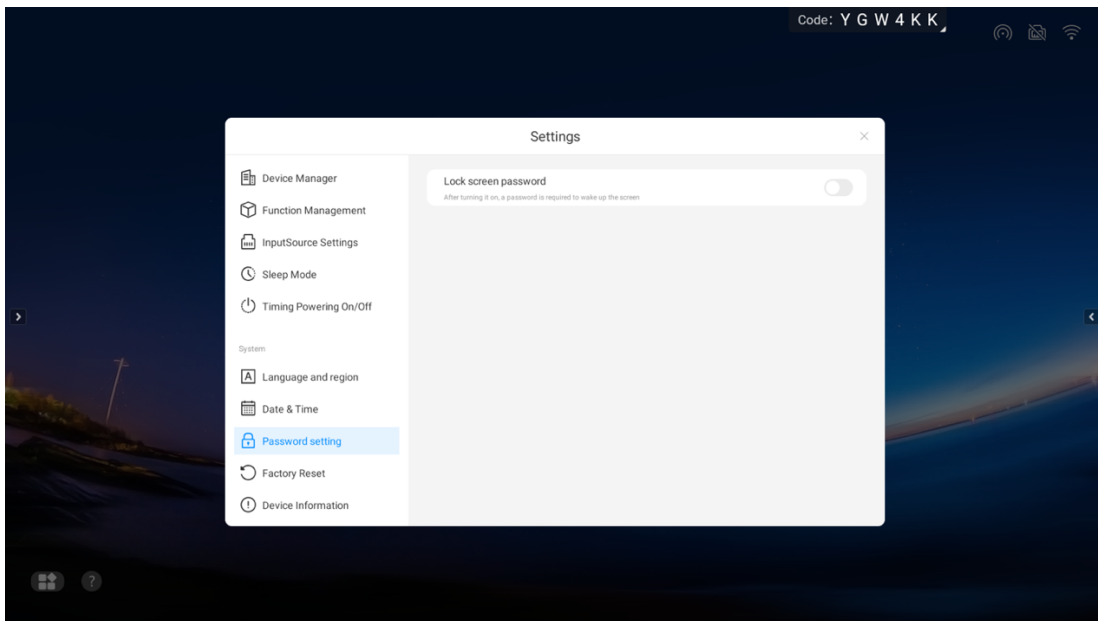 Code: YGW4KK
Settings
Device Manager
Function Management
InputSource Settings
Sleep Mode
Timing Powering On/Off
System
Language and region
Date & Time
Password setting
Factory Reset
Device Information
Lock screen password
After turning it on, a password is required to wake up the screen